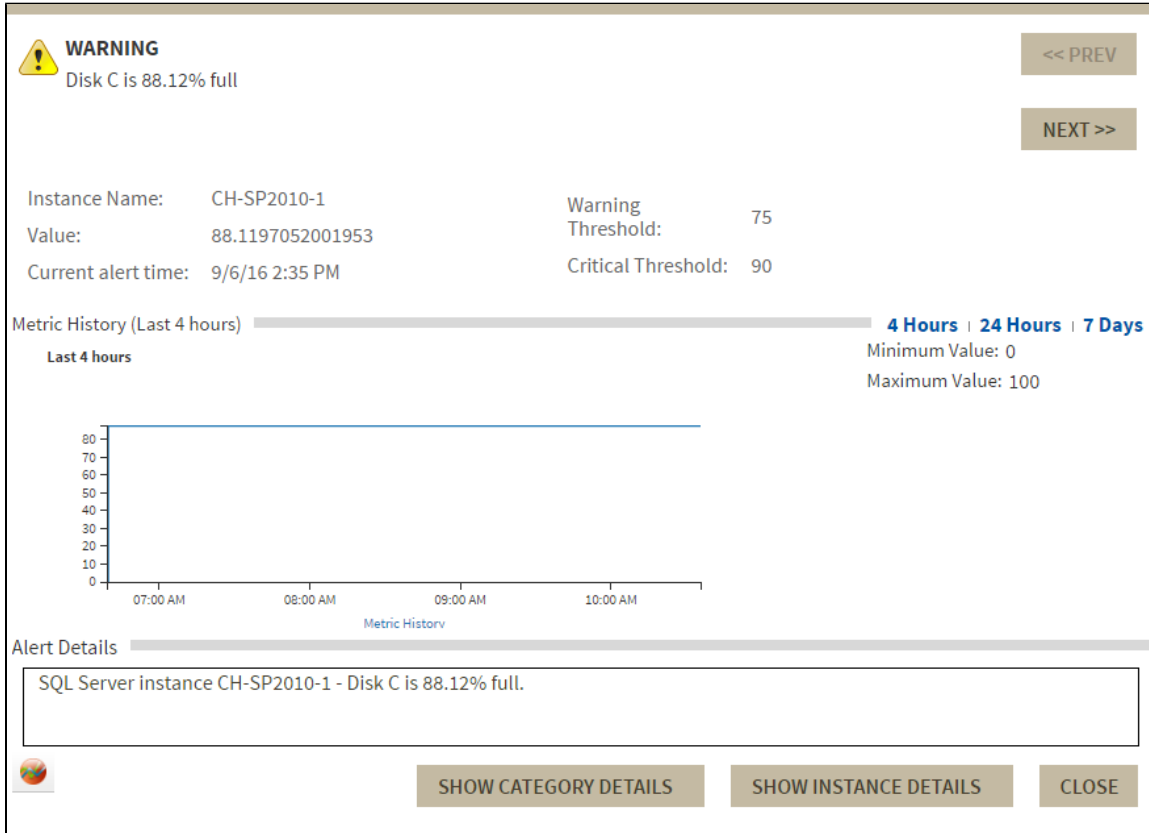 WARNING
Disk C is 88.12% full
<< PREV
NEXT >>
Instance Name: CH-SP2010-1
Value: 88.1197052001953
Current alert time: 9/6/16 2:35 PM
Warning
Threshold: 75
Critical Threshold: 90
Metric History (Last 4 hours)
4 Hours | 24 Hours | 7 Days
Last 4 hours
Minimum Value: 0
Maximum Value: 100
80
70
60
50
40
30
20
10
0
07:00 AM 08:00 AM 09:00 AM 10:00 AM
Metric History
Alert Details
SQL Server instance CH-SP2010-1 - Disk C is 88.12% full.
SHOW CATEGORY DETAILS SHOW INSTANCE DETAILS CLOSE